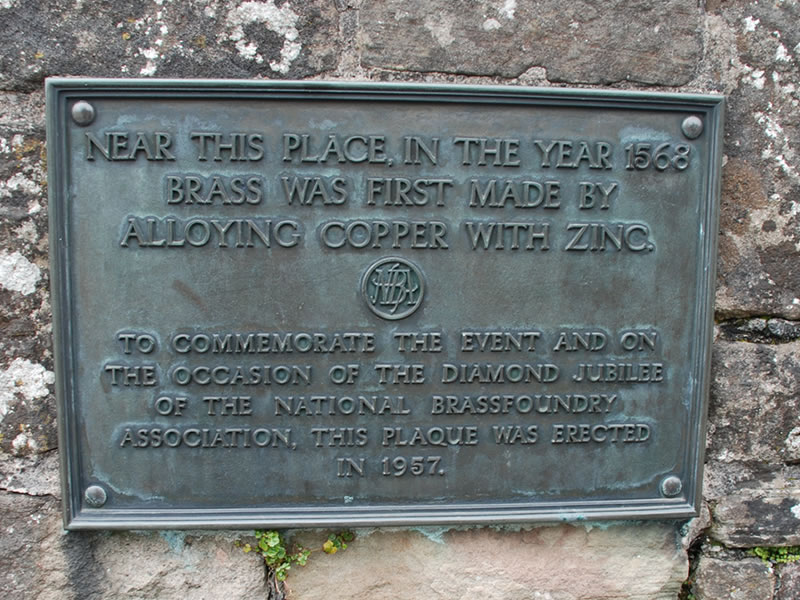 NEAR THIS PLACE, IN THE YEAR 1568
BRASS WAS FIRST MADE BY
ALLOYING COPPER WITH ZINC.
NBA
TO COMMEMORATE THE EVENT AND ON
THE OCCASION OF THE DIAMOND JUBILEE
OF THE NATIONAL BRASSFOUNDRY
ASSOCIATION, THIS PLAQUE WAS ERECTED
IN 1957.